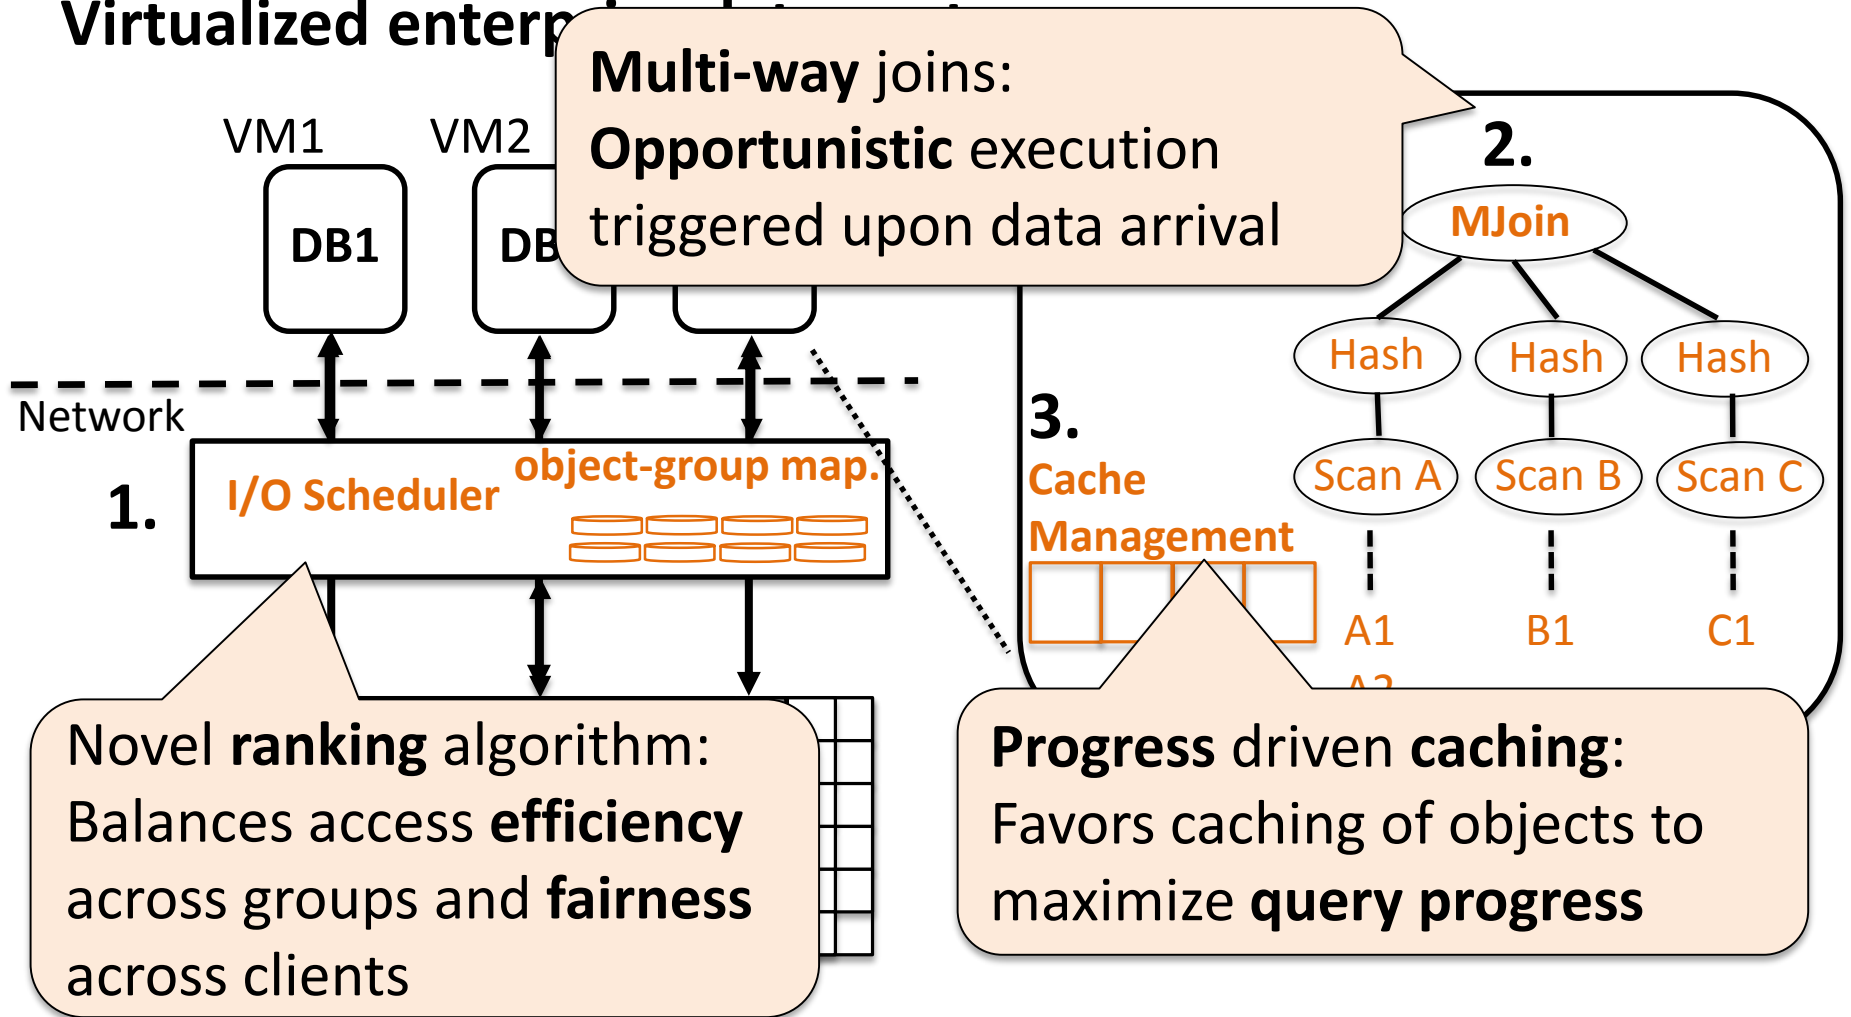 Virtualized
Multi-way joins:
Opportunistic execution
triggered upon data arrival
VM1
VM2
DB1
2.
MJoin
Hash
Hash
Hash
Network
3.
Cache
Management
Scan A
Scan B
Scan C
1.
I/O Scheduler
object-group map.
A1
B1
C1
Novel ranking algorithm:
Balances access efficiency
across groups and fairness
across clients
Progress driven caching:
Favors caching of objects to
maximize query progress